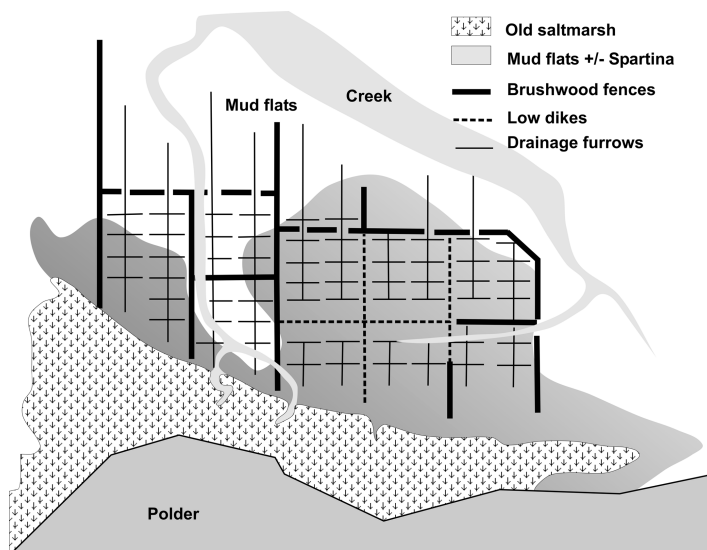 Old saltmarsh
Mud flats +/- Spartina
Brushwood fences
Low dikes
Drainage furrows
Mud flats
Creek
Polder